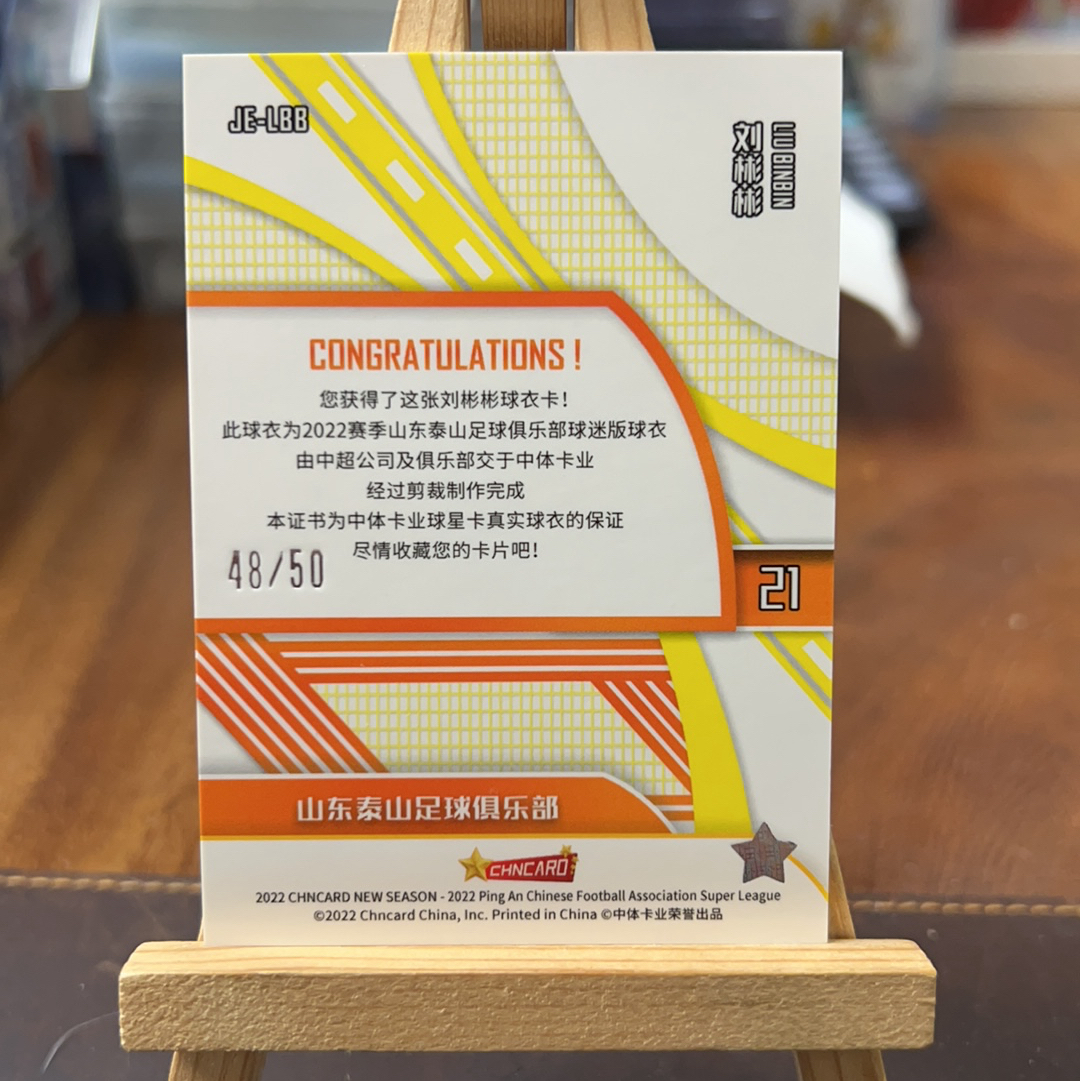 JE-LBB
刘彬彬
LIU BINBIN
CONGRATULATIONS !
您获得了这张刘彬彬球衣卡！
此球衣为2022赛季山东泰山足球俱乐部球迷版球衣
由中超公司及俱乐部交于中体卡业
经过剪裁制作完成
本证书为中体卡业球星卡真实球衣的保证
尽情收藏您的卡片吧！
48/50
21
山东泰山足球俱乐部
CHNCARD
2022 CHNCARD NEW SEASON - 2022 Ping An Chinese Football Association Super League
©2022 Chncard China, Inc. Printed in China ©中体卡业荣誉出品